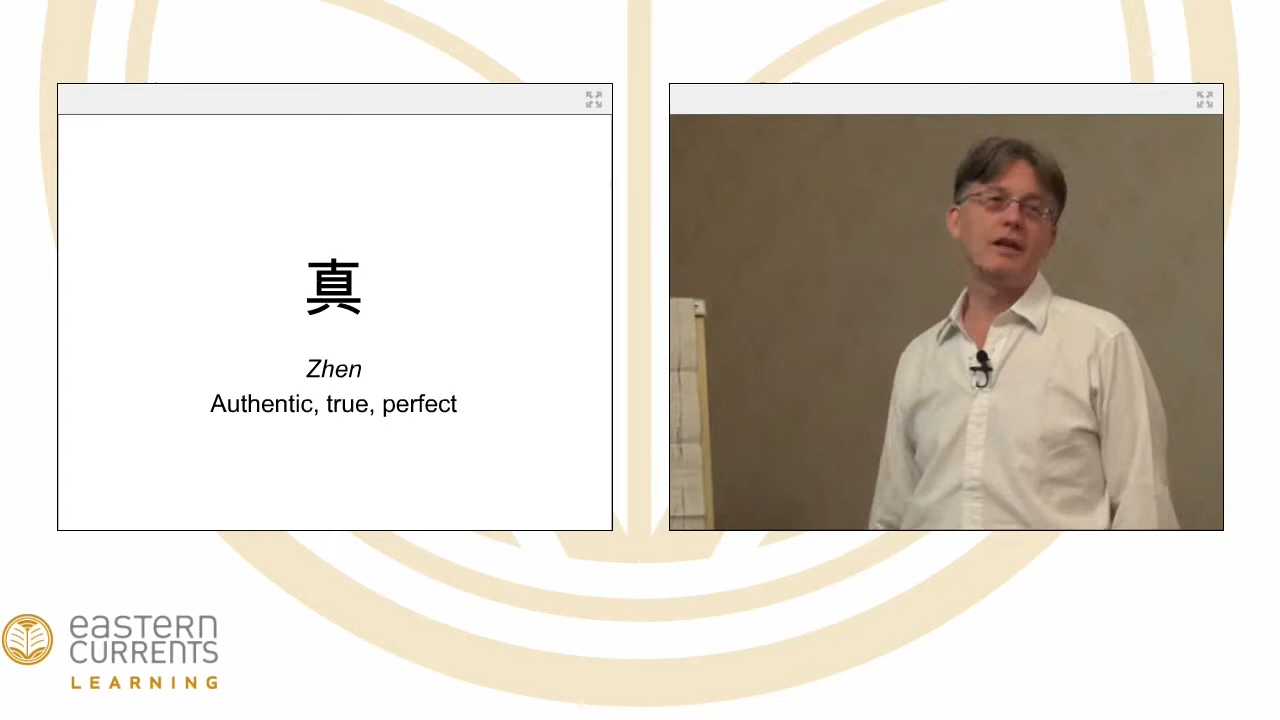 真
Zhen
Authentic, true, perfect
eastern
CURRENTS
LEARNING